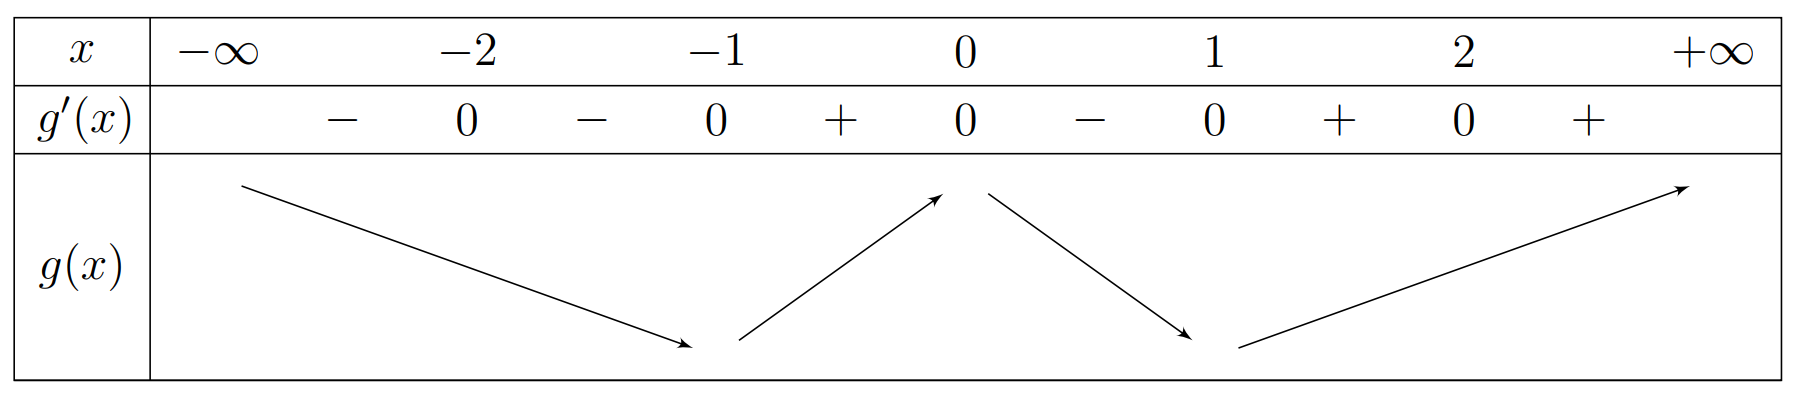 x −∞ −2 −1 0 1 2 +∞
g′(x) − 0 − 0 + 0 − 0 + 0 +
g(x)